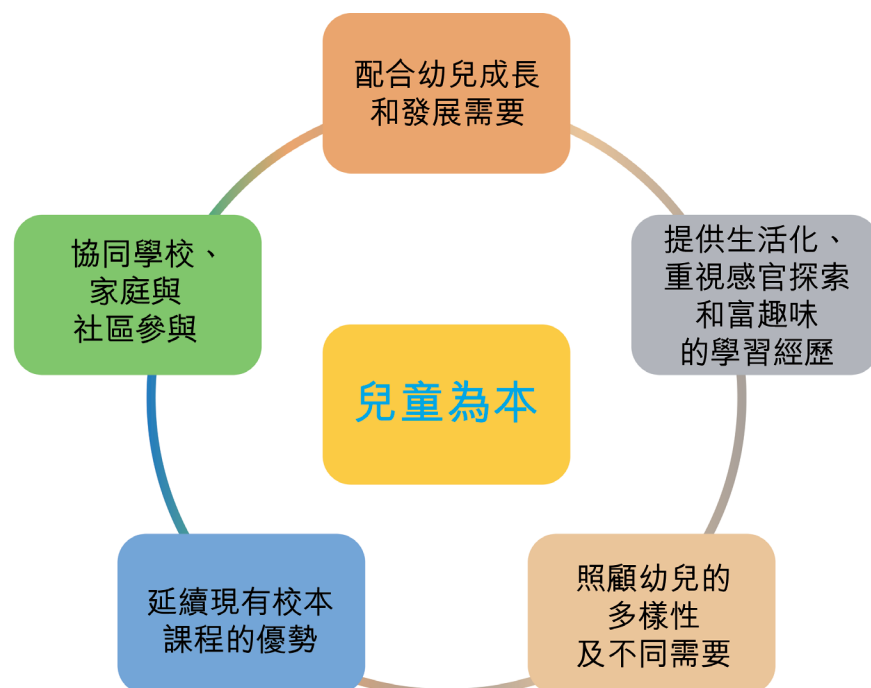 配合幼兒成長
和發展需要
提供生活化、
重視感官探索
和富趣味
的學習經歷
照顧幼兒的
多樣性
及不同需要
延續現有校本
課程的優勢
協同學校、
家庭與
社區參與
兒童為本